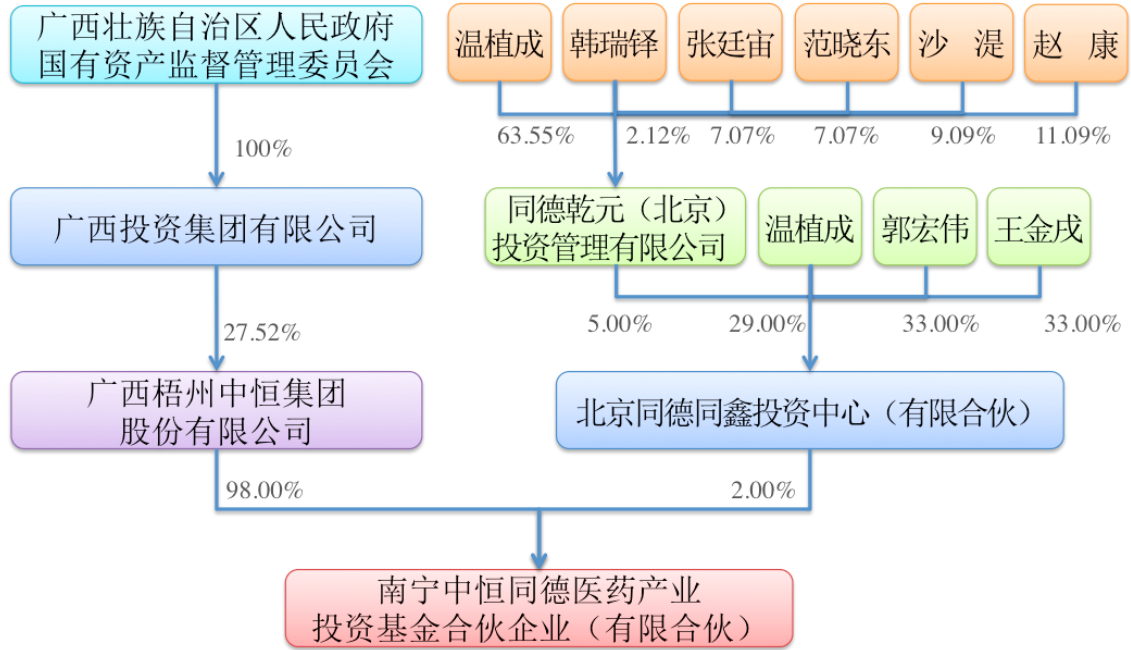 广西壮族自治区人民政府
国有资产监督管理委员会
温植成
韩瑞铎
张廷宙
范晓东
沙 湜
赵 康
63.55%
2.12%
7.07%
7.07%
9.09%
11.09%
100%
广西投资集团有限公司
同德乾元（北京）
投资管理有限公司
温植成
郭宏伟
王金戌
27.52%
5.00%
29.00%
33.00%
33.00%
广西梧州中恒集团
股份有限公司
北京同德同鑫投资中心（有限合伙）
98.00%
2.00%
南宁中恒同德医药产业
投资基金合伙企业（有限合伙）